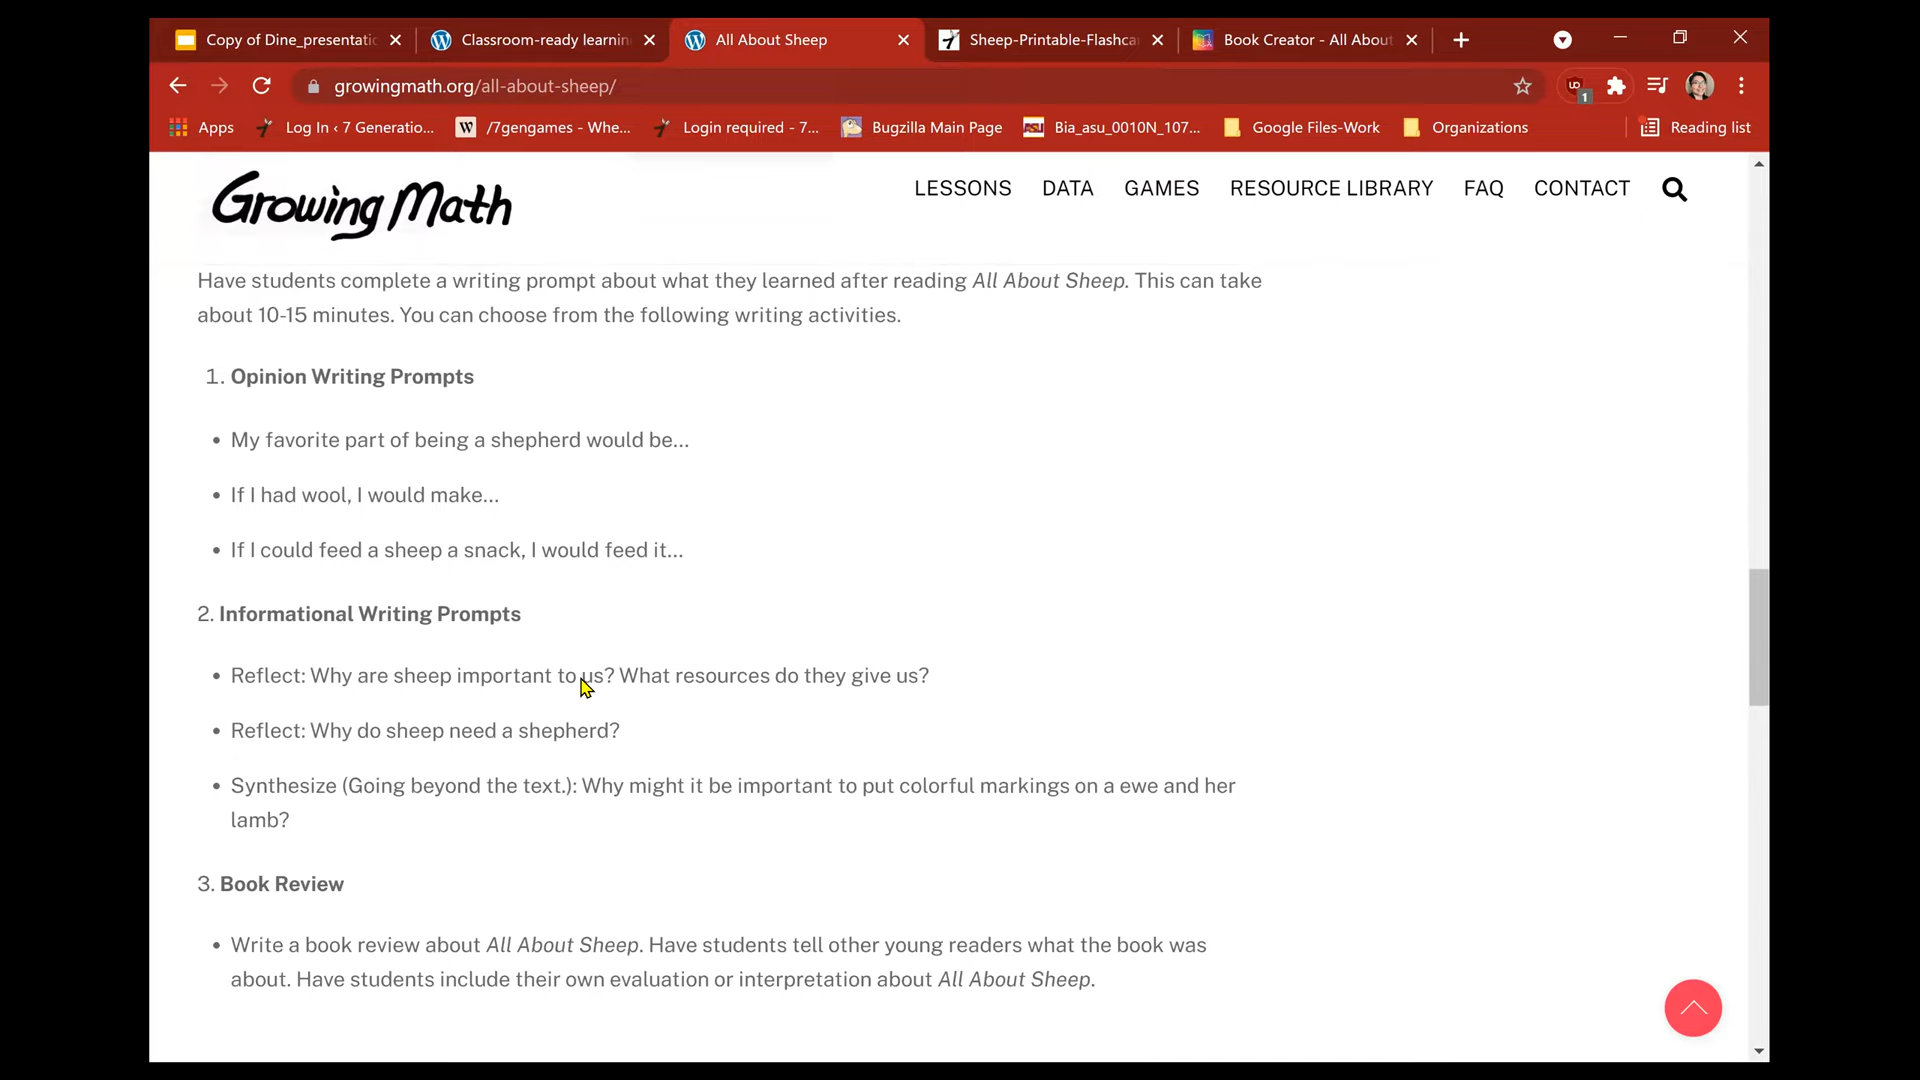 Copy of Dine_presentatic
Classroom-ready learnin
All About Sheep
Sheep-Printable-Flashca
Book Creator - All About
growingmath.org/all-about-sheep/
UO
1
Apps
Log In ‹ 7 Generatio...
W
/7gengames - Whe...
Login required - 7...
Bugzilla Main Page
ASU
Bia_asu_0010N_107...
Google Files-Work
Organizations
Reading list
Growing Math
LESSONS
DATA
GAMES
RESOURCE LIBRARY
FAQ
CONTACT
Have students complete a writing prompt about what they learned after reading All About Sheep. This can take
about 10-15 minutes. You can choose from the following writing activities.
1. Opinion Writing Prompts
• My favorite part of being a shepherd would be...
• If I had wool, I would make...
• If I could feed a sheep a snack, I would feed it...
2. Informational Writing Prompts
• Reflect: Why are sheep important to us? What resources do they give us?
• Reflect: Why do sheep need a shepherd?
• Synthesize (Going beyond the text.): Why might it be important to put colorful markings on a ewe and her
lamb?
3. Book Review
• Write a book review about All About Sheep. Have students tell other young readers what the book was
about. Have students include their own evaluation or interpretation about All About Sheep.